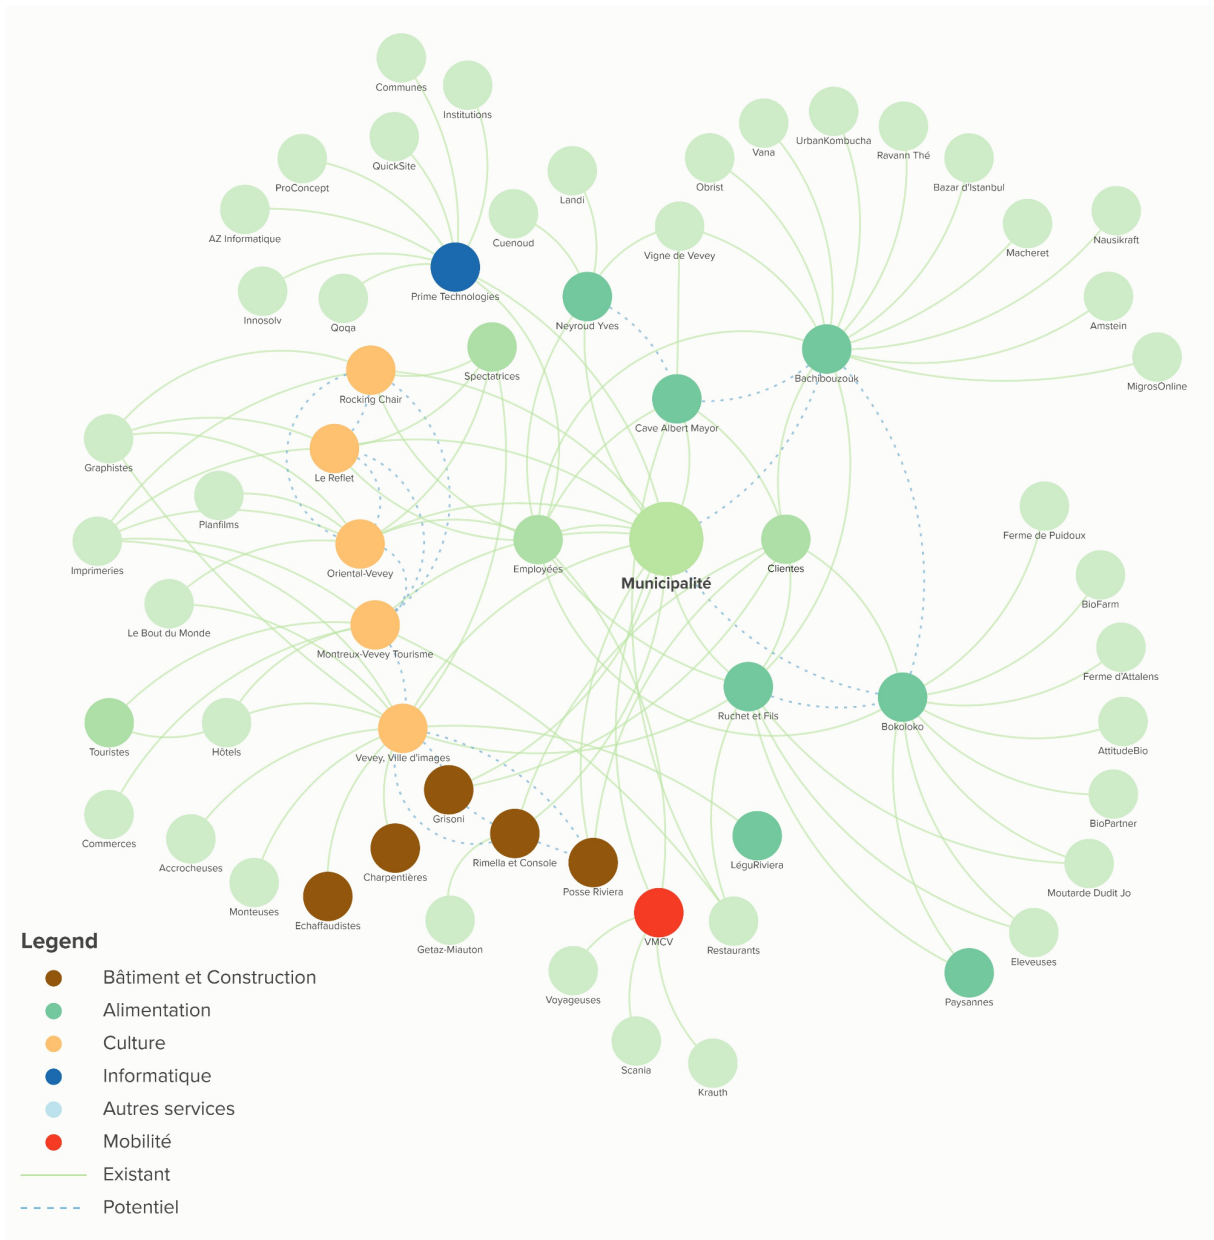 Communes
Institutions
QuickSite
ProConcept
AZ Informatique
Innosolv
Qoqa
Prime Technologies
Cuenoud
Landi
Vigne de Vevey
Neyroud Yves
Obrist
Vana
UrbanKombucha
Ravann Thé
Bazar d'Istanbul
Macheret
Nausikraft
Amstein
MigrosOnline
Bachibouzoùk
Spectatrices
Rocking Chair
Cave Albert Mayor
Graphistes
Le Reflet
Planfilms
Imprimeries
Oriental-Vevey
Employées
Municipalité
Clientes
Ferme de Puidoux
BioFarm
Le Bout du Monde
Montreux-Vevey Tourisme
Ferme d'Attalens
Touristes
Hôtels
Vevey, Ville d'images
Ruchet et Fils
Bokoloko
AttitudeBio
Grisoni
BioPartner
Commerces
Accrocheuses
Charpentières
Rimella et Console
Posse Riviera
LéguRiviera
Moutarde Dudit Jo
Monteuses
Echaffaudistes
Getaz-Miauton
VMCV
Restaurants
Eleveuses
Voyageuses
Paysannes
Scania
Krauth
Legend
Bâtiment et Construction
Alimentation
Culture
Informatique
Autres services
Mobilité
Existant
Potentiel